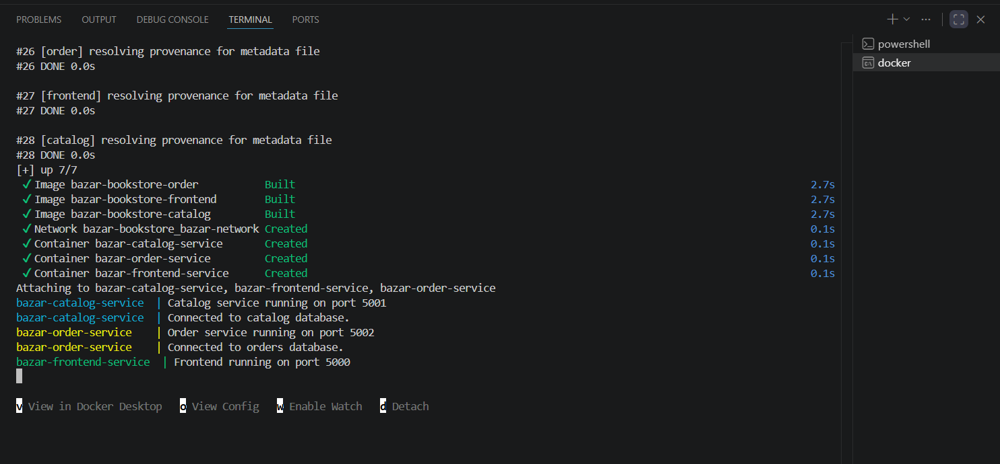 PROBLEMS OUTPUT DEBUG CONSOLE TERMINAL PORTS
powershell
docker
#26 [order] resolving provenance for metadata file
#26 DONE 0.0s
#27 [frontend] resolving provenance for metadata file
#27 DONE 0.0s
#28 [catalog] resolving provenance for metadata file
#28 DONE 0.0s
[+] up 7/7
✓ Image bazar-bookstore-order Built 2.7s
✓ Image bazar-bookstore-frontend Built 2.7s
✓ Image bazar-bookstore-catalog Built 2.7s
✓ Network bazar-bookstore_bazar-network Created 0.1s
✓ Container bazar-catalog-service Created 0.1s
✓ Container bazar-order-service Created 0.1s
✓ Container bazar-frontend-service Created 0.1s
Attaching to bazar-catalog-service, bazar-frontend-service, bazar-order-service
bazar-catalog-service | Catalog service running on port 5001
bazar-catalog-service | Connected to catalog database.
bazar-order-service | Order service running on port 5002
bazar-order-service | Connected to orders database.
bazar-frontend-service | Frontend running on port 5000
v View in Docker Desktop o View Config w Enable Watch d Detach